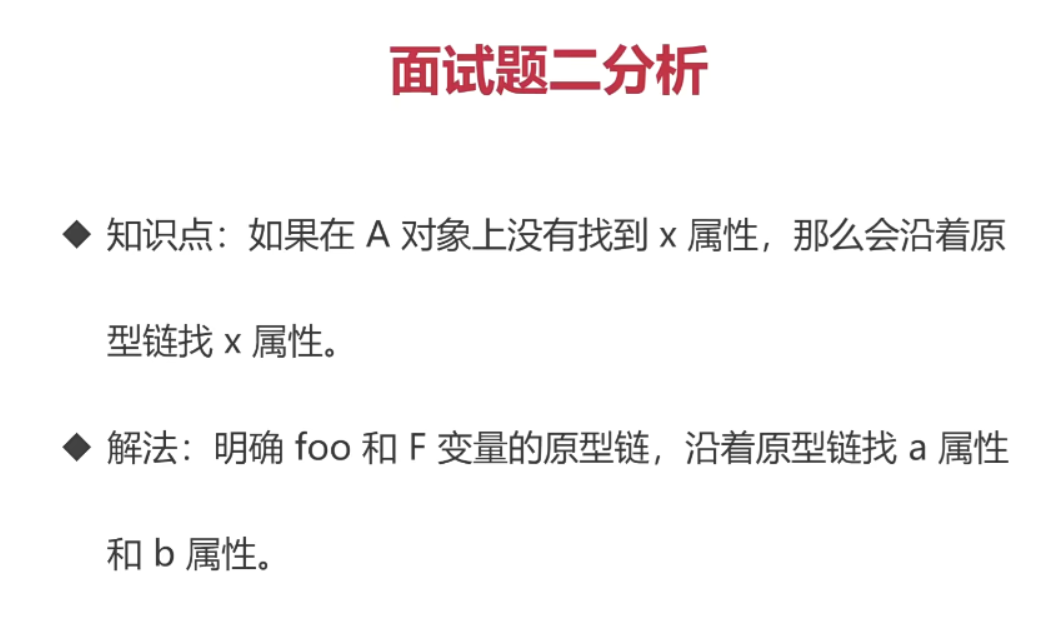 面试题二分析
◆ 知识点：如果在 A 对象上没有找到 x 属性，那么会沿着原
型链找 x 属性。
◆ 解法：明确 foo 和 F 变量的原型链，沿着原型链找 a 属性
和 b 属性。